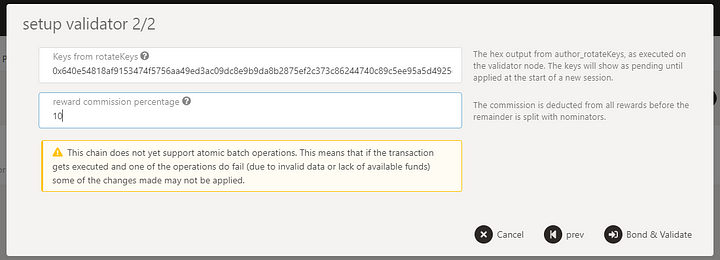 setup validator 2/2
Keys from rotateKeys
0x640e54818af9153474f5756aa49ed3ac09dc8e9b9da8b2875ef2c373c86244740c89c5ee95a5d4925
The hex output from author_rotateKeys, as executed on
the validator node. The keys will show as pending until
applied at the start of a new session.
reward commission percentage
10
The commission is deducted from all rewards before the
remainder is split with nominators.
This chain does not yet support atomic batch operations. This means that if the transaction
gets executed and one of the operations do fail (due to invalid data or lack of available funds)
some of the changes made may not be applied.
Cancel prev Bond & Validate